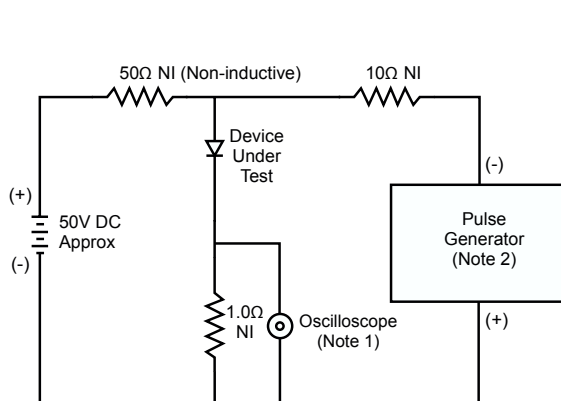 50Ω NI (Non-inductive)
10Ω NI
Device
Under
Test
(-)
(+)
50V DC
Approx
(-)
Pulse
Generator
(Note 2)
1.0Ω
NI
Oscilloscope
(Note 1)
(+)